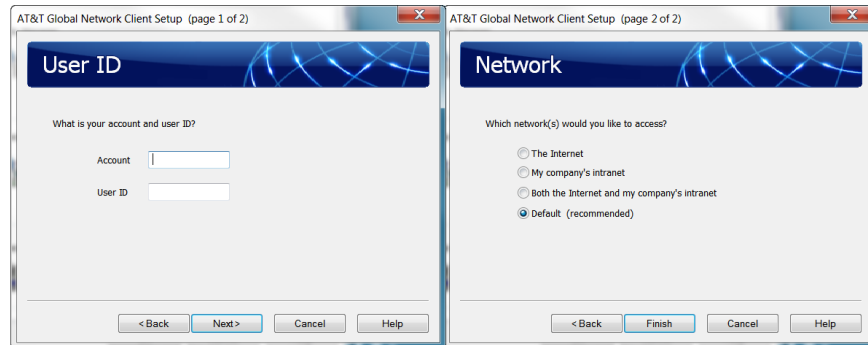 AT&T Global Network Client Setup (page 1 of 2)
User ID
What is your account and user ID?
Account
User ID
< Back
Next>
Cancel
Help
AT&T Global Network Client Setup (page 2 of 2)
Network
Which network(s) would you like to access?
The Internet
My company's intranet
Both the Internet and my company's intranet
Default (recommended)
< Back
Finish
Cancel
Help